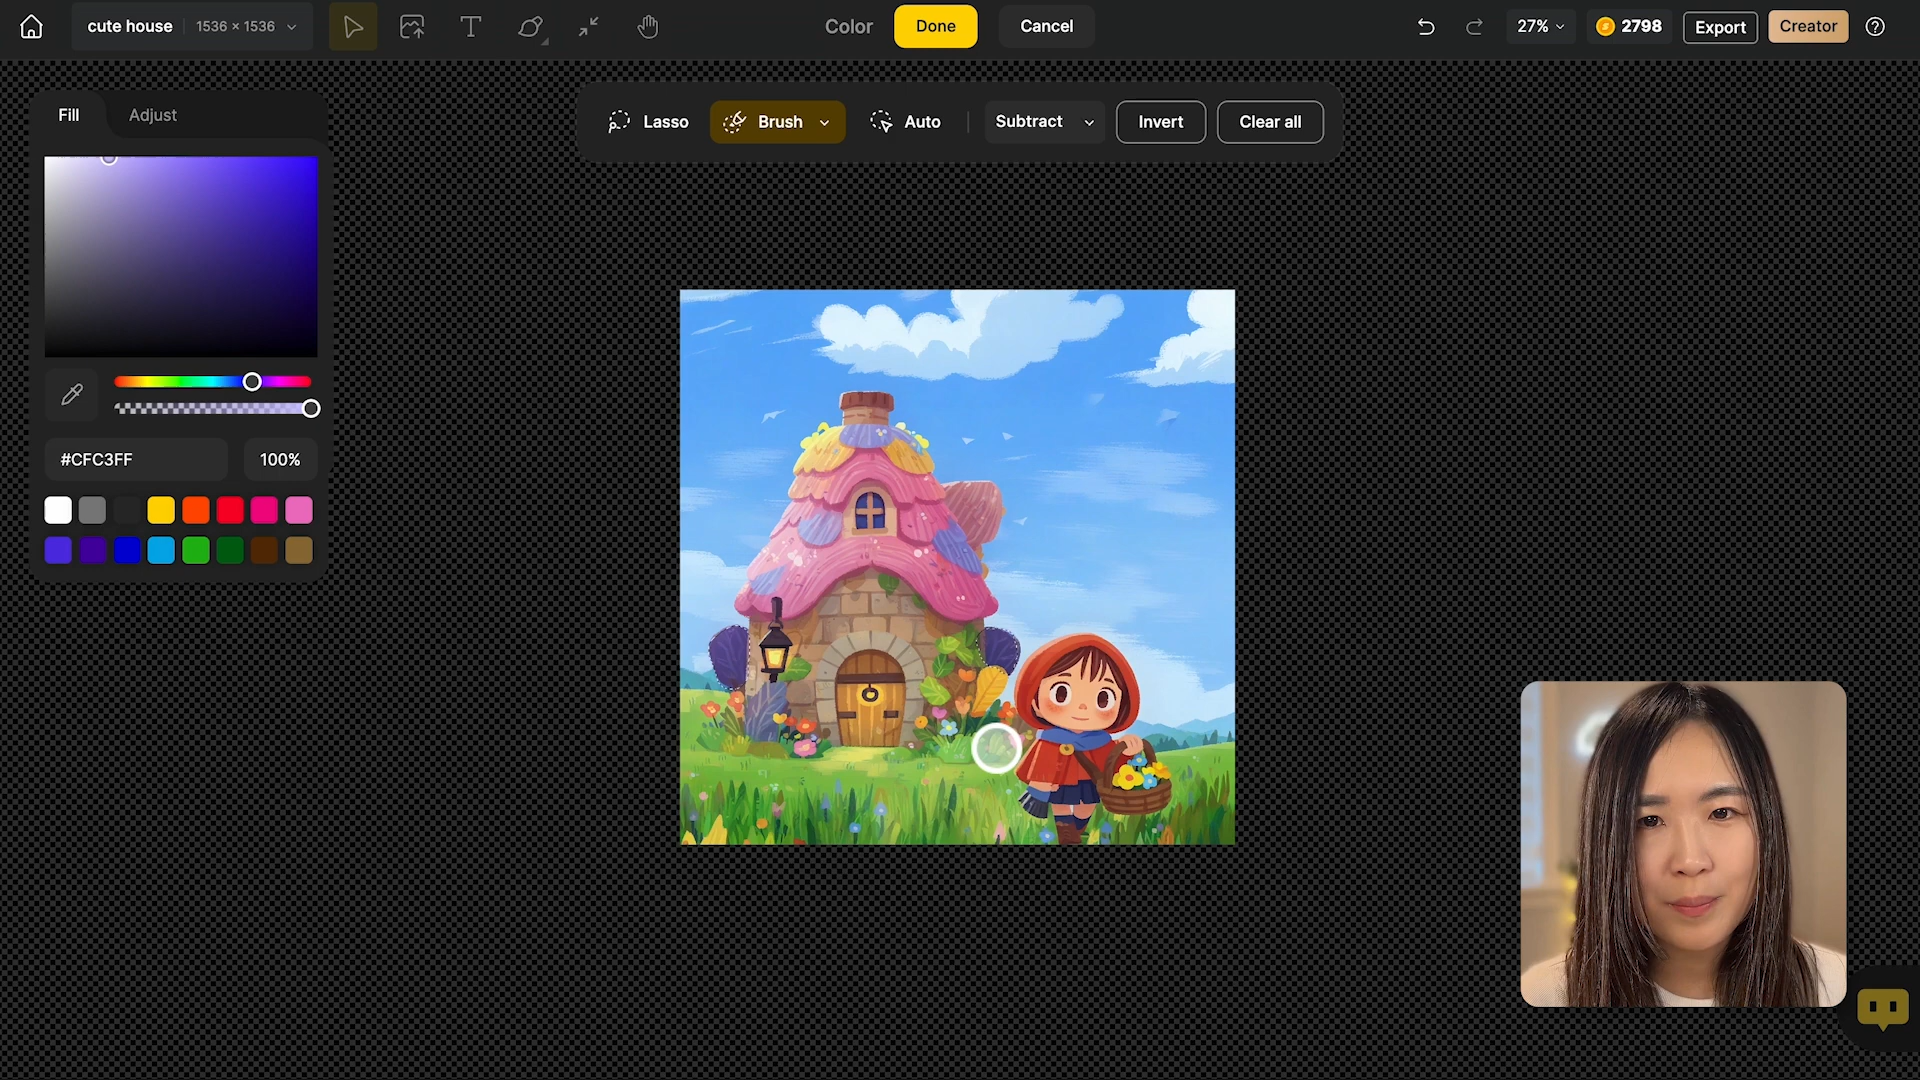 cute house 1536 × 1536 Color Done Cancel 27% 2798 Export Creator
Fill Adjust
Lasso Brush Auto Subtract Invert Clear all
#CFC3FF 100%